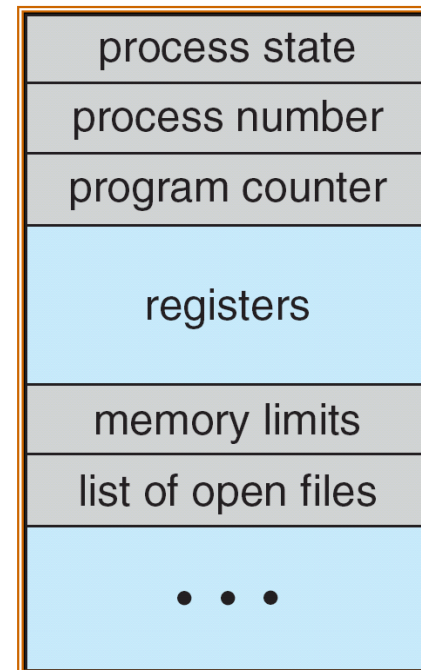 process state
process number
program counter
registers
memory limits
list of open files
• • •